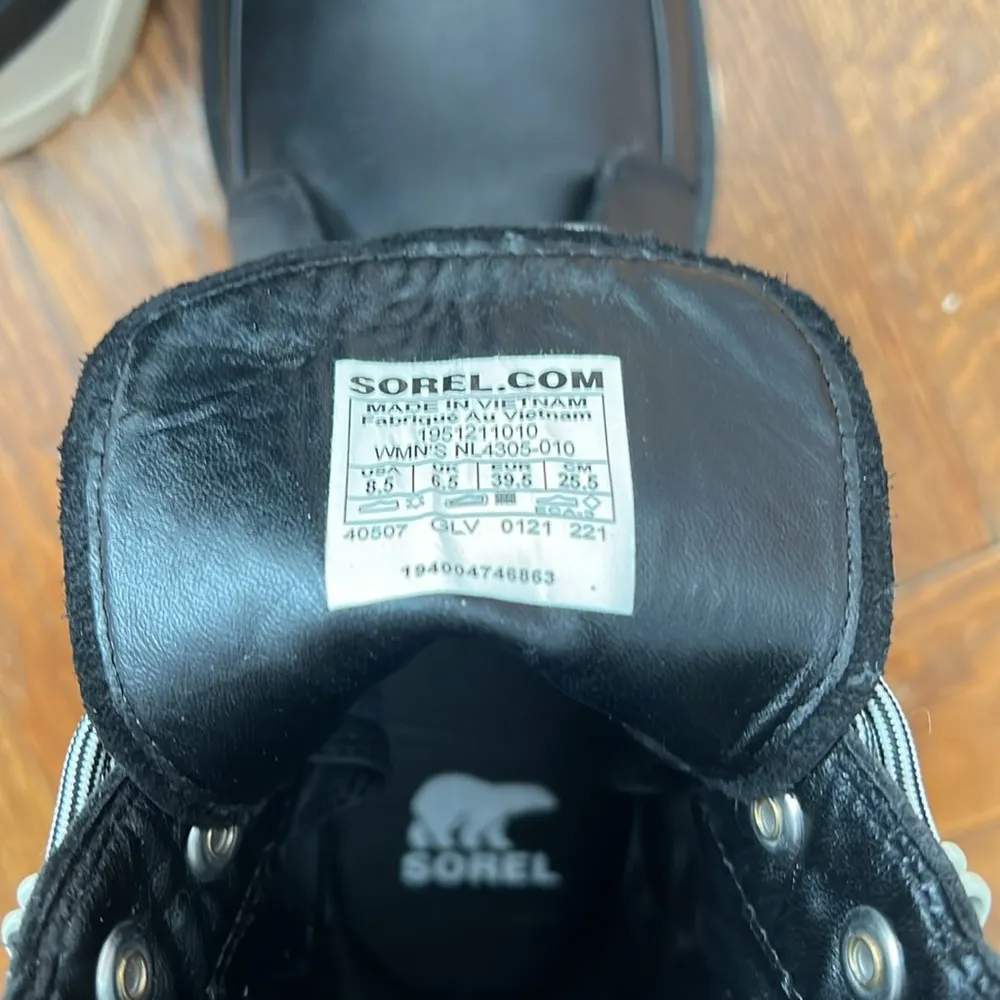 SOREL.COM
MADE IN VIETNAM
Fabriqué Au Viêtnam
1951211010
WMN'S NL4305-010
USA UK EUR CM
8,5 6,5 39,5 25,5
40507 GLV 0121 221
194004746863
SOREL